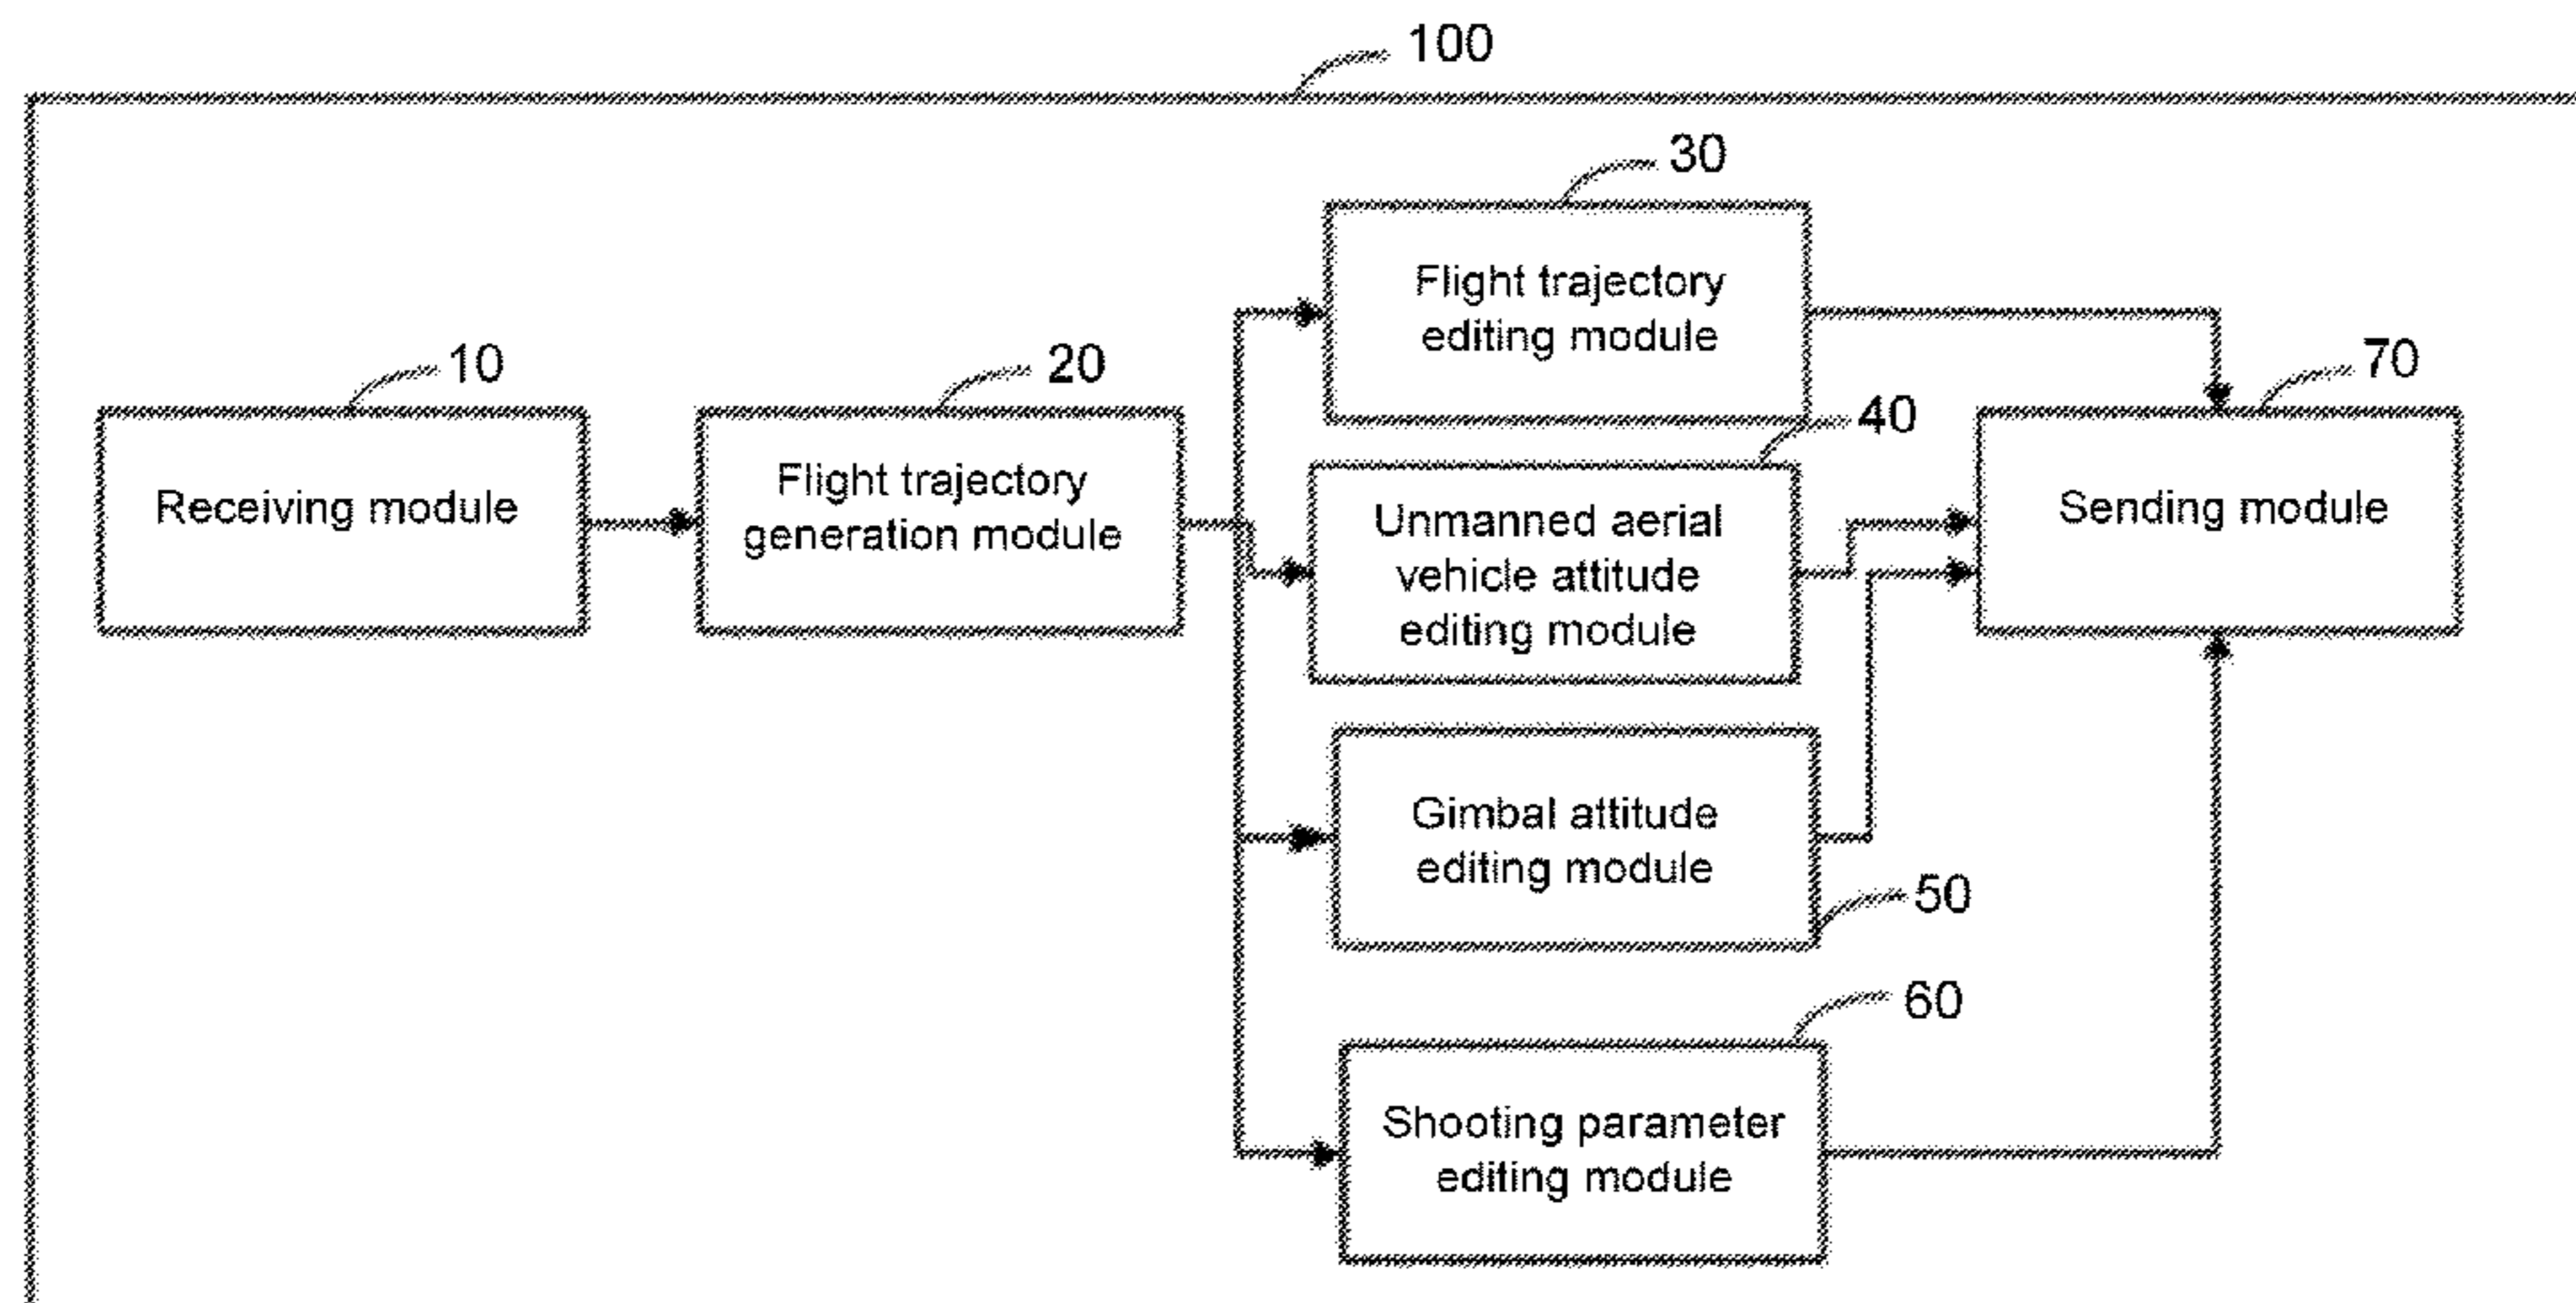 100
30
Flight trajectory
editing module
10
20
70
40
Receiving module
Flight trajectory
generation module
Unmanned aerial
vehicle attitude
editing module
Sending module
Gimbal attitude
editing module
50
60
Shooting parameter
editing module